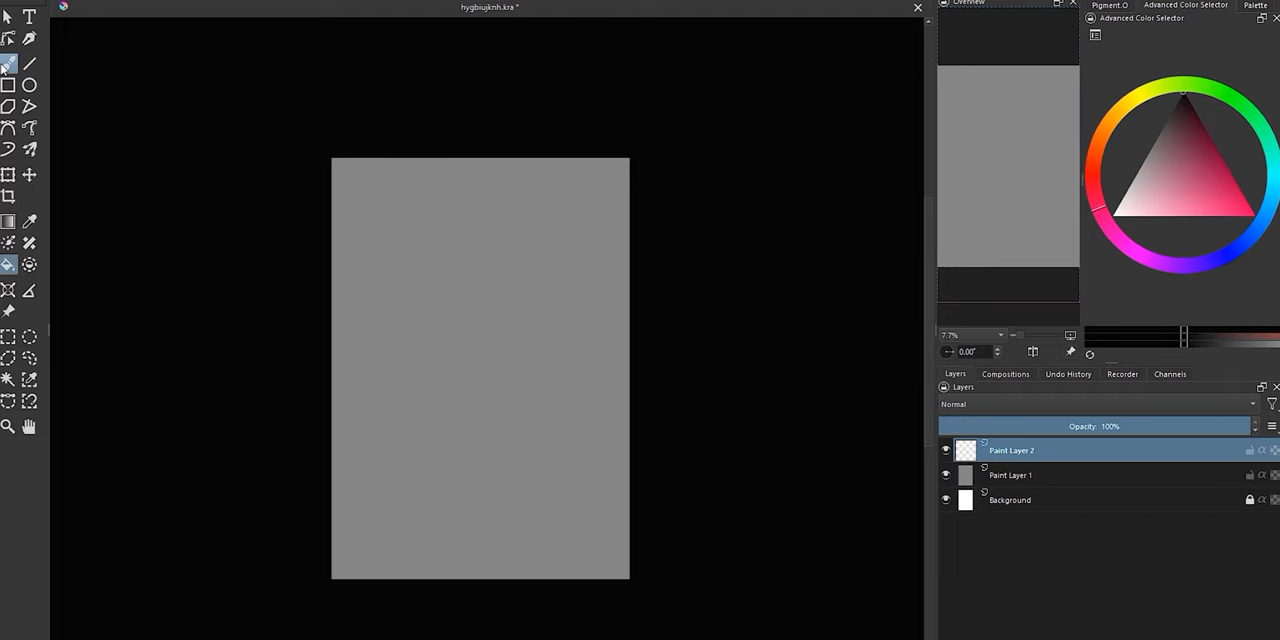 hygbiujknh.kra *
Overview
Pigment.O Advanced Color Selector Palette
Advanced Color Selector
7.7%
0.00°
Layers Compositions Undo History Recorder Channels
Layers
Normal
Opacity: 100%
Paint Layer 2
Paint Layer 1
Background